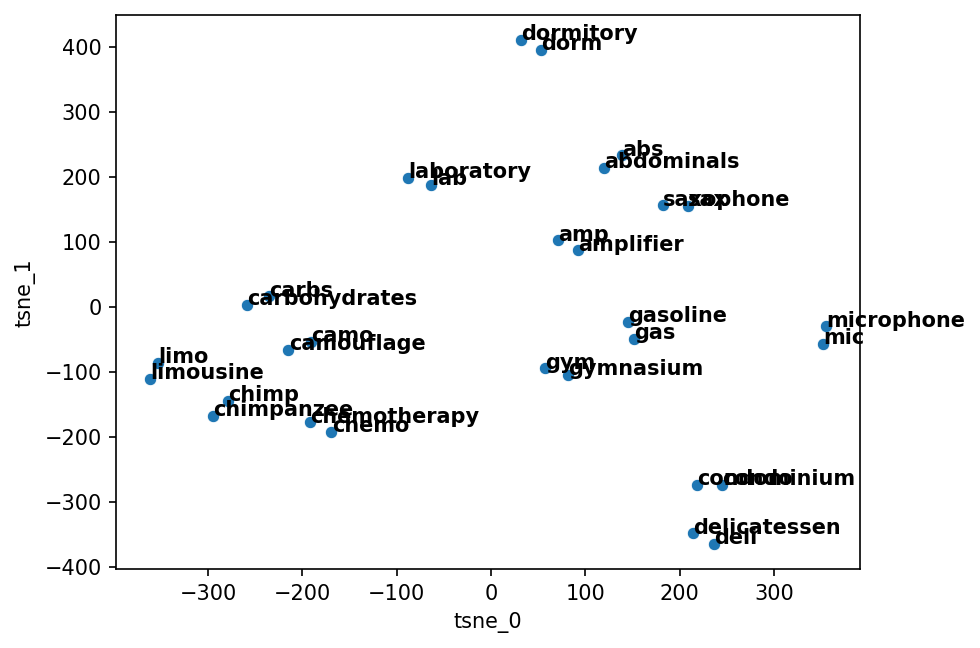 dormitory
dorm
abs
abdominals
laboratory
lab
sax
saxophone
amp
amplifier
carbs
carbohydrates
gasoline
gas
microphone
mic
camo
camouflage
limo
limousine
gym
gymnasium
chimp
chimpanzee
chemotherapy
chemo
condo
condominium
delicatessen
deli
400
300
200
100
0
−100
−200
−300
−400
tsne_1
−300
−200
−100
0
100
200
300
tsne_0